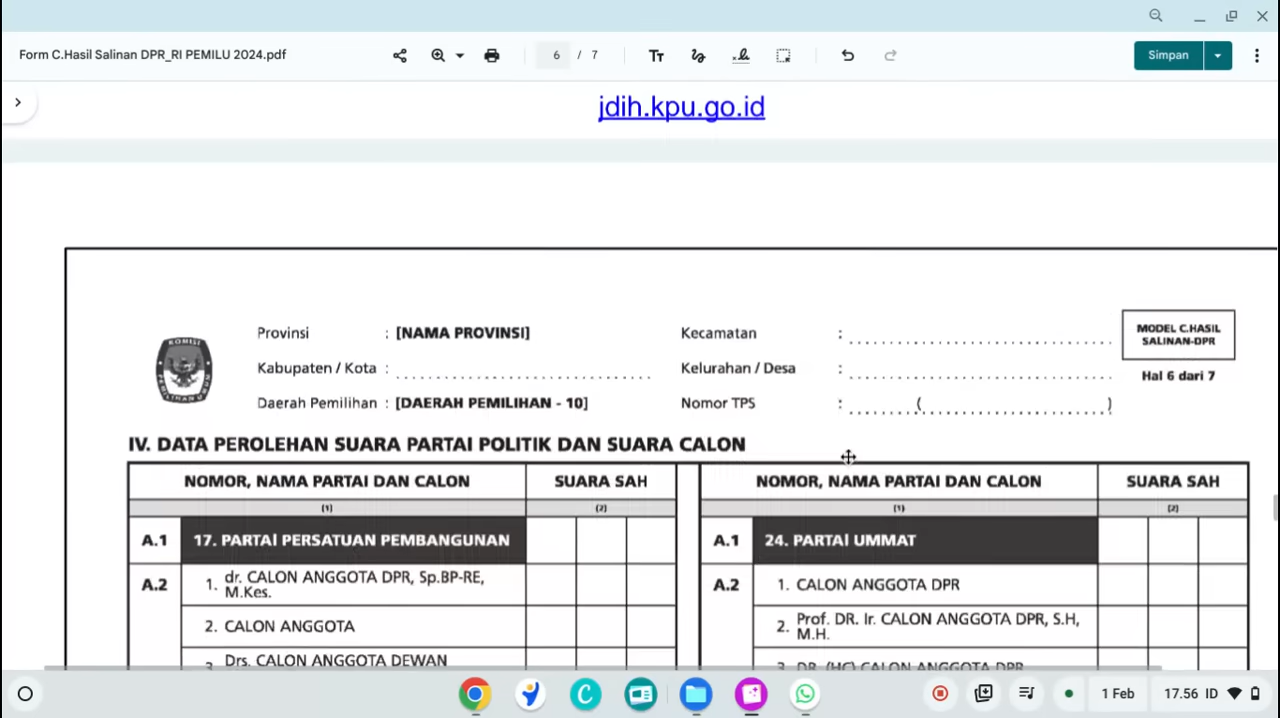 Form C.Hasil Salinan DPR_RI PEMILU 2024.pdf
6 / 7
Simpan
jdih.kpu.go.id
Provinsi : [NAMA PROVINSI]
Kabupaten / Kota :
Daerah Pemilihan : [DAERAH PEMILIHAN - 10]
Kecamatan :
Kelurahan / Desa :
Nomor TPS : ( )
MODEL C.HASIL
SALINAN-DPR
Hal 6 dari 7
IV. DATA PEROLEHAN SUARA PARTAI POLITIK DAN SUARA CALON
NOMOR, NAMA PARTAI DAN CALON SUARA SAH
(1) (2)
A.1 17. PARTAI PERSATUAN PEMBANGUNAN
A.2 1. dr. CALON ANGGOTA DPR, Sp.BP-RE,
M.Kes.
2. CALON ANGGOTA
3. Drs. CALON ANGGOTA DEWAN
NOMOR, NAMA PARTAI DAN CALON SUARA SAH
(1) (2)
A.1 24. PARTAI UMMAT
A.2 1. CALON ANGGOTA DPR
2. Prof. DR. Ir. CALON ANGGOTA DPR, S.H,
M.H.
3. DR. (HC) CALON ANGGOTA DPR
1 Feb
17.56 ID